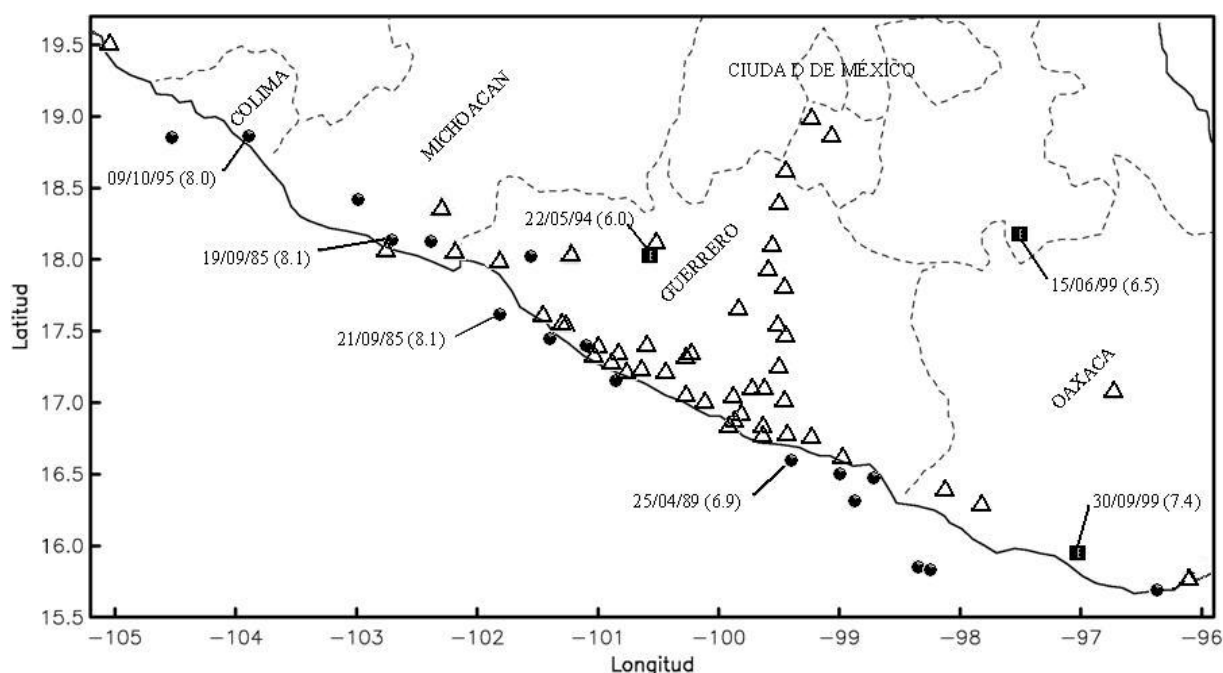 19.5
19.0
18.5
18.0
17.5
17.0
16.5
16.0
15.5
Latitud
COLIMA
MICHOACAN
CIUDAD DE MÉXICO
GUERRERO
OAXACA
09/10/95 (8.0)
22/05/94 (6.0)
19/09/85 (8.1)
15/06/99 (6.5)
21/09/85 (8.1)
25/04/89 (6.9)
30/09/99 (7.4)
−105 −104 −103 −102 −101 −100 −99 −98 −97 −96
Longitud